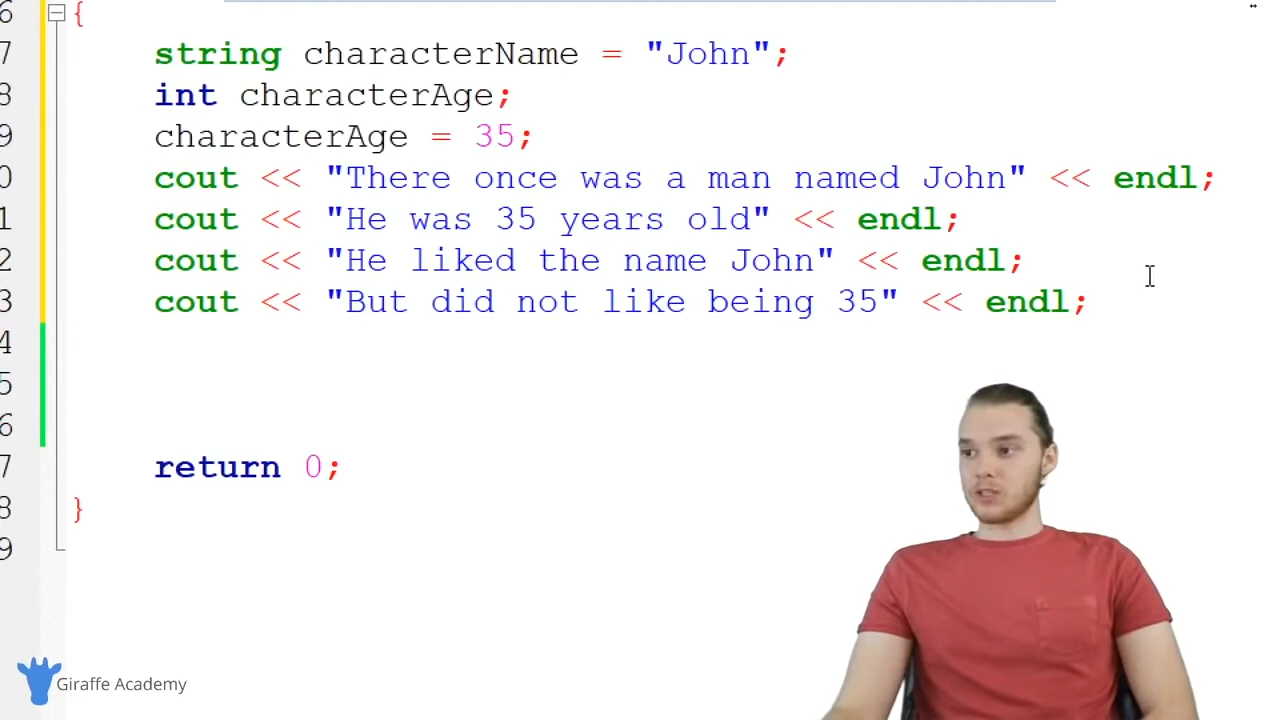 6 {
7 string characterName = "John";
8 int characterAge;
9 characterAge = 35;
0 cout << "There once was a man named John" << endl;
1 cout << "He was 35 years old" << endl;
2 cout << "He liked the name John" << endl;
3 cout << "But did not like being 35" << endl;
4
5
6
7 return 0;
8 }
9
Giraffe Academy